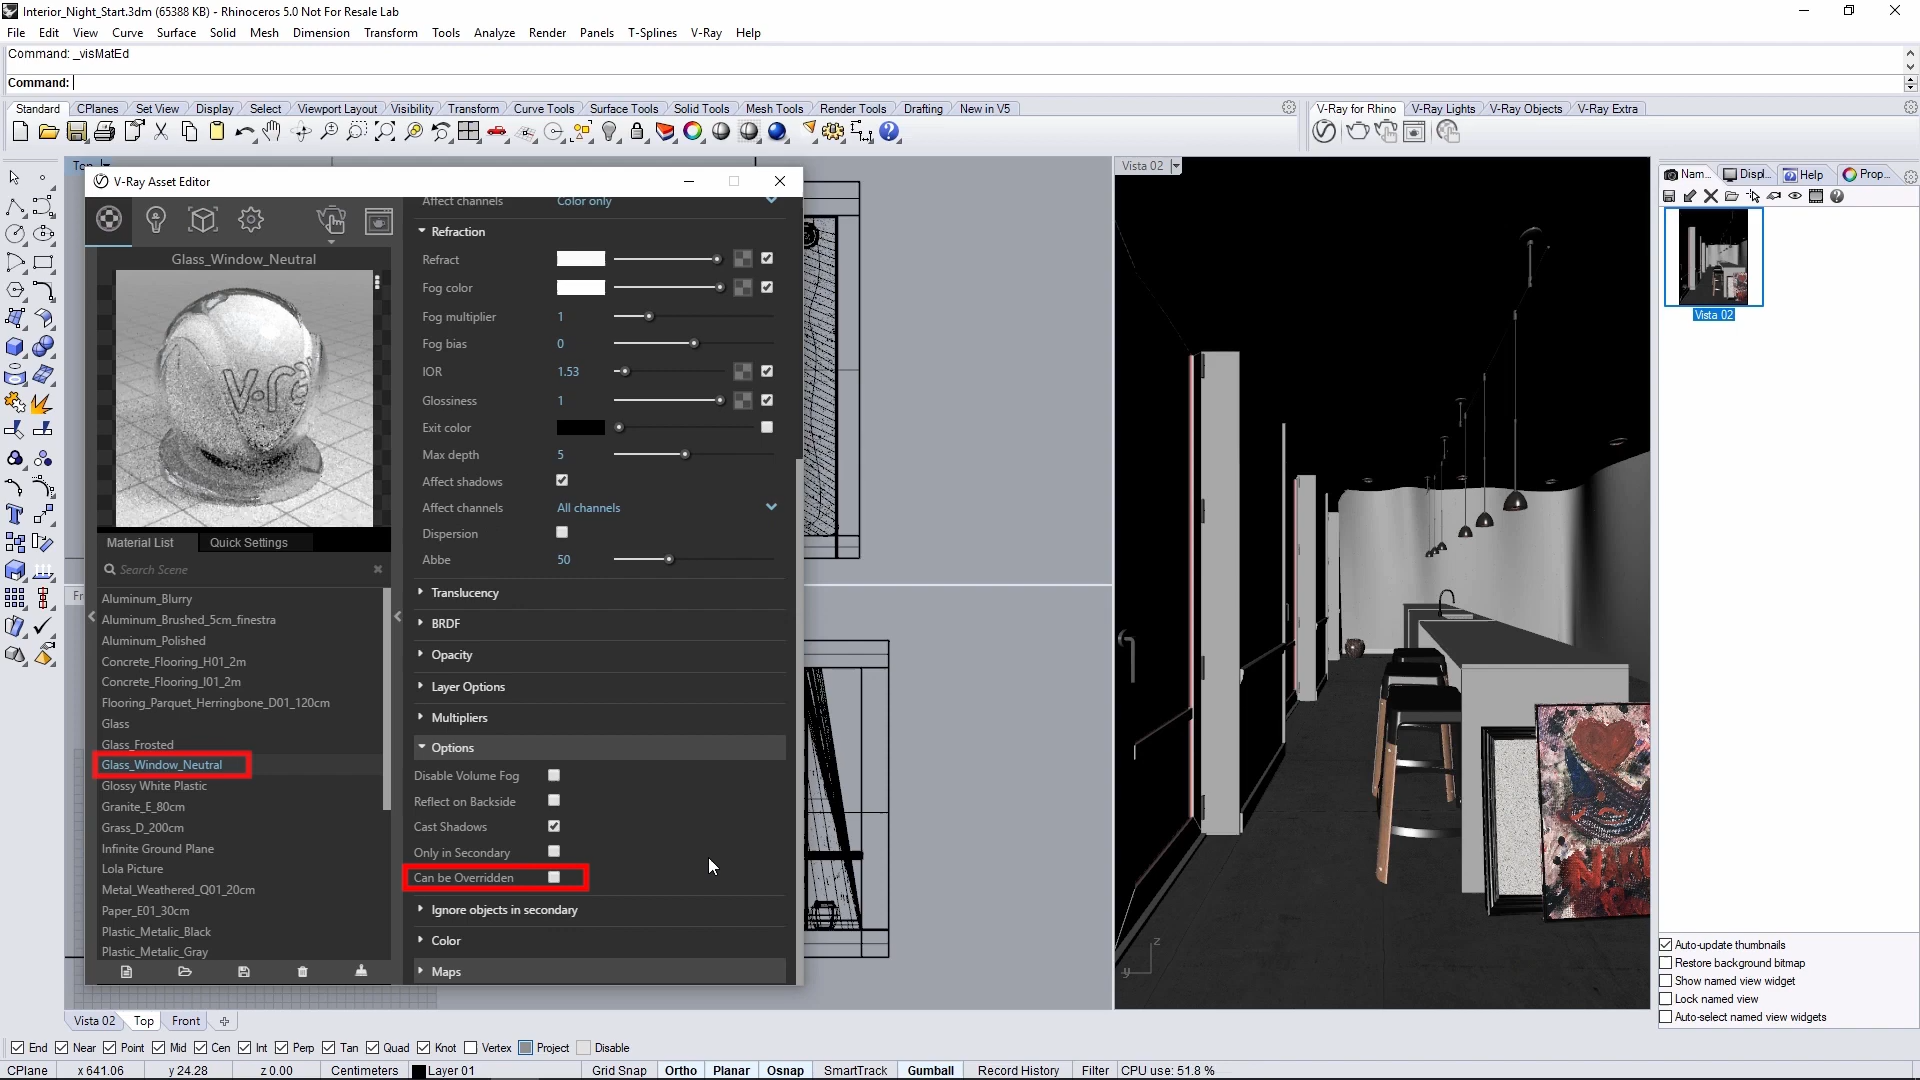 Interior_Night_Start.3dm (65388 KB) - Rhinoceros 5.0 Not For Resale Lab
File Edit View Curve Surface Solid Mesh Dimension Transform Tools Analyze Render Panels T-Splines V-Ray Help
Command: _visMatEd
Command:
Standard CPlanes Set View Display Select Viewport Layout Visibility Transform Curve Tools Surface Tools Solid Tools Mesh Tools Render Tools Drafting New in V5
V-Ray for Rhino V-Ray Lights V-Ray Objects V-Ray Extra
Vista 02
Nam... Displ... Help Prop...
V-Ray Asset Editor
Glass_Window_Neutral
Material List Quick Settings
Search Scene
Aluminum_Blurry
Aluminum_Brushed_5cm_finestra
Aluminum_Polished
Concrete_Flooring_H01_2m
Concrete_Flooring_I01_2m
Flooring_Parquet_Herringbone_D01_120cm
Glass
Glass_Frosted
Glass_Window_Neutral
Glossy White Plastic
Granite_E_80cm
Grass_D_200cm
Infinite Ground Plane
Lola Picture
Metal_Weathered_Q01_20cm
Paper_E01_30cm
Plastic_Metalic_Black
Plastic_Metalic_Gray
Affect channels Color only
Refraction
Refract
Fog color
Fog multiplier 1
Fog bias 0
IOR 1.53
Glossiness 1
Exit color
Max depth 5
Affect shadows
Affect channels All channels
Dispersion
Abbe 50
Translucency
BRDF
Opacity
Layer Options
Multipliers
Options
Disable Volume Fog
Reflect on Backside
Cast Shadows
Only in Secondary
Can be Overridden
Ignore objects in secondary
Color
Maps
Vista 02
Auto-update thumbnails
Restore background bitmap
Show named view widget
Lock named view
Auto-select named view widgets
z
y
Vista 02 Top Front
End Near Point Mid Cen Int Perp Tan Quad Knot Vertex Project Disable
CPlane x 641.06 y 24.28 z 0.00 Centimeters Layer 01 Grid Snap Ortho Planar Osnap SmartTrack Gumball Record History Filter CPU use: 51.8 %